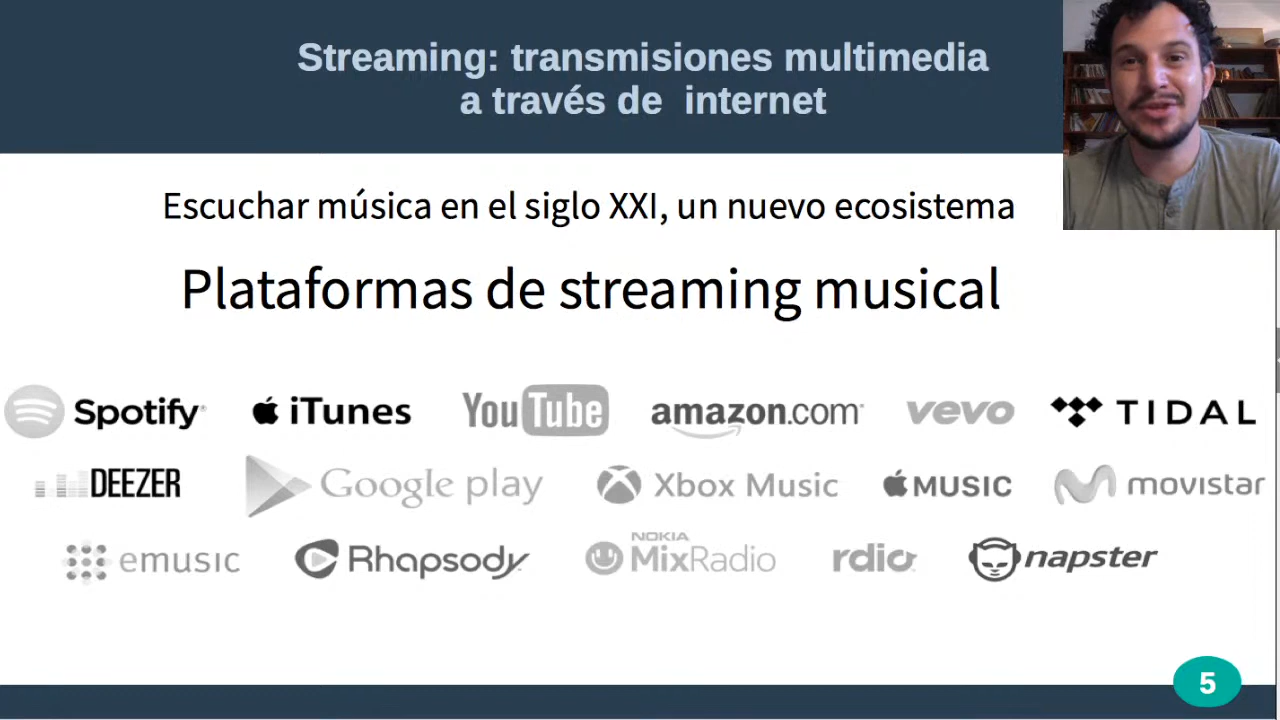 Streaming: transmisiones multimedia
a través de internet
Escuchar música en el siglo XXI, un nuevo ecosistema
Plataformas de streaming musical
Spotify iTunes YouTube amazon.com vevo TIDAL
DEEZER Google play Xbox Music MUSIC movistar
emusic Rhapsody NOKIA MixRadio rdio napster
5